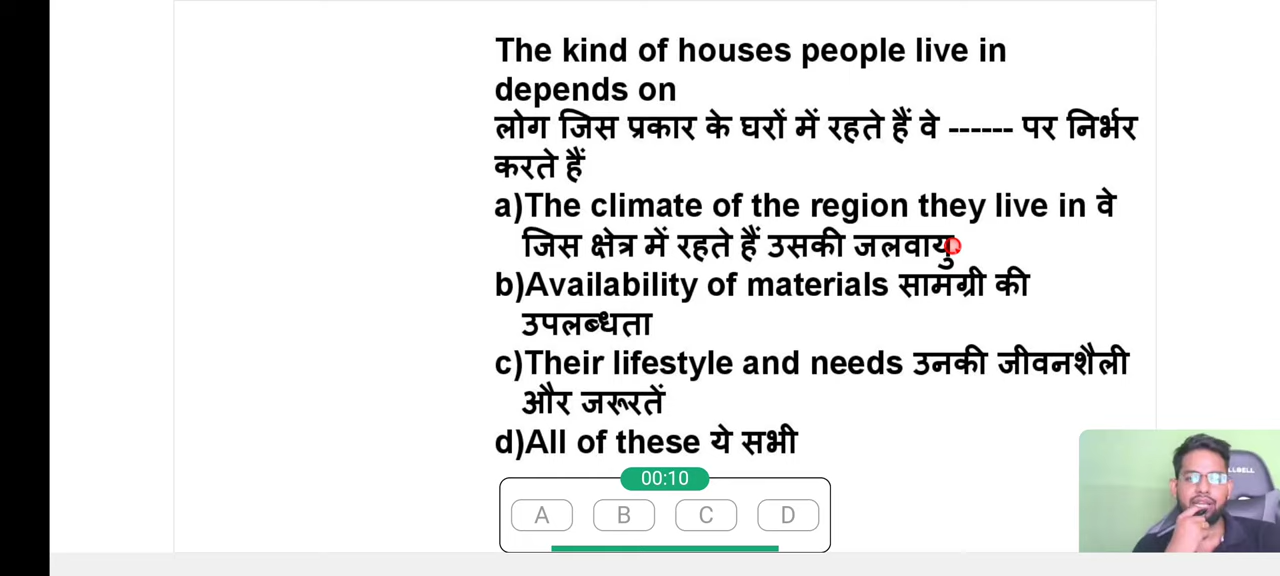 The kind of houses people live in
depends on
लोग जिस प्रकार के घरों में रहते हैं वे ------ पर निर्भर
करते हैं
a)The climate of the region they live in वे
जिस क्षेत्र में रहते हैं उसकी जलवायु
b)Availability of materials सामग्री की
उपलब्धता
c)Their lifestyle and needs उनकी जीवनशैली
और जरूरतें
d)All of these ये सभी
00:10
A B C D